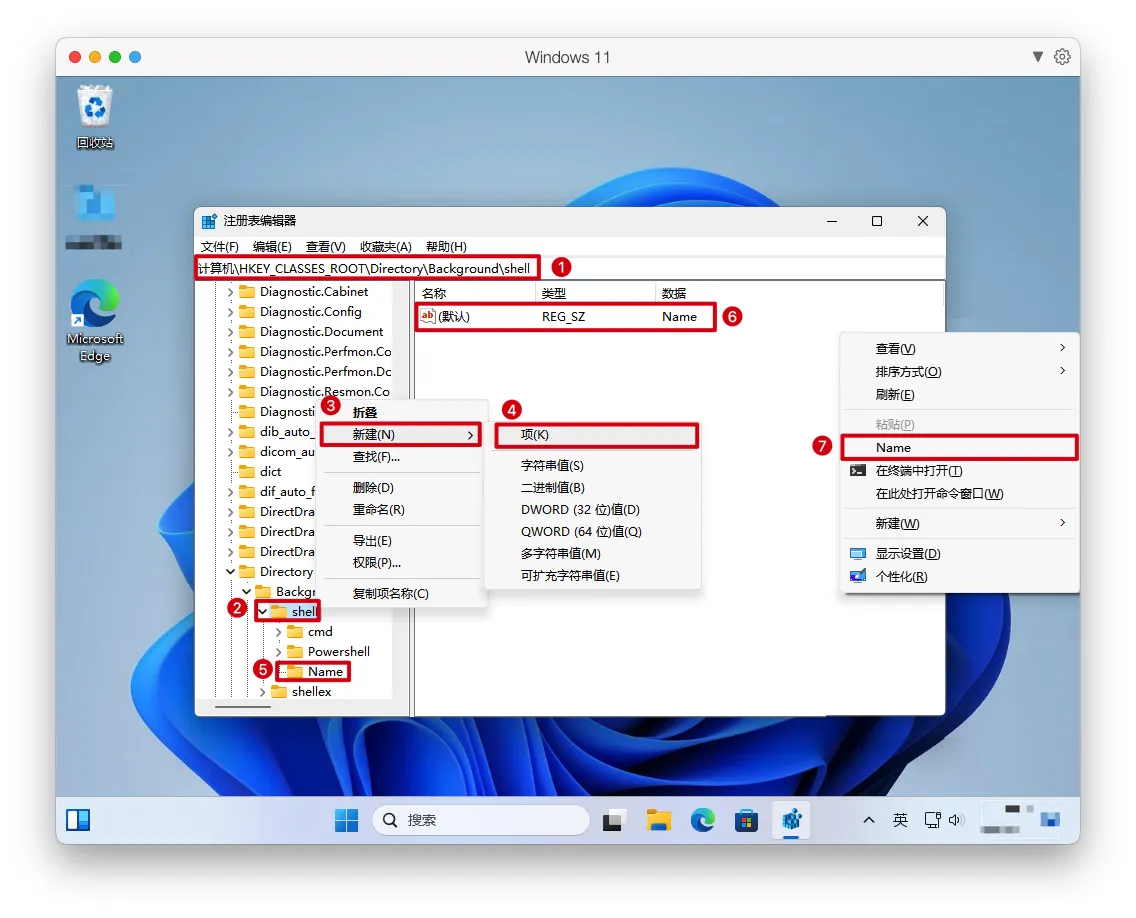 Windows 11
回收站
Microsoft
Edge
注册表编辑器
文件(F) 编辑(E) 查看(V) 收藏夹(A) 帮助(H)
计算机\HKEY_CLASSES_ROOT\Directory\Background\shell
1
Diagnostic.Cabinet
Diagnostic.Config
Diagnostic.Document
Diagnostic.Perfmon.Co
Diagnostic.Perfmon.Dc
Diagnostic.Resmon.Co
Diagnosti
dib_auto_
dicom_au
dict
dif_auto_f
DirectDra
DirectDra
DirectDra
Directory
Backgr
2
shell
cmd
Powershell
5
Name
shellex
名称 类型 数据
ab (默认) REG_SZ Name
6
3
折叠
新建(N)
查找(F)...
删除(D)
重命名(R)
导出(E)
权限(P)...
复制项名称(C)
4
项(K)
字符串值(S)
二进制值(B)
DWORD (32 位)值(D)
QWORD (64 位)值(Q)
多字符串值(M)
可扩充字符串值(E)
查看(V)
排序方式(O)
刷新(E)
粘贴(P)
7
Name
在终端中打开(T)
在此处打开命令窗口(W)
新建(W)
显示设置(D)
个性化(R)
搜索
英